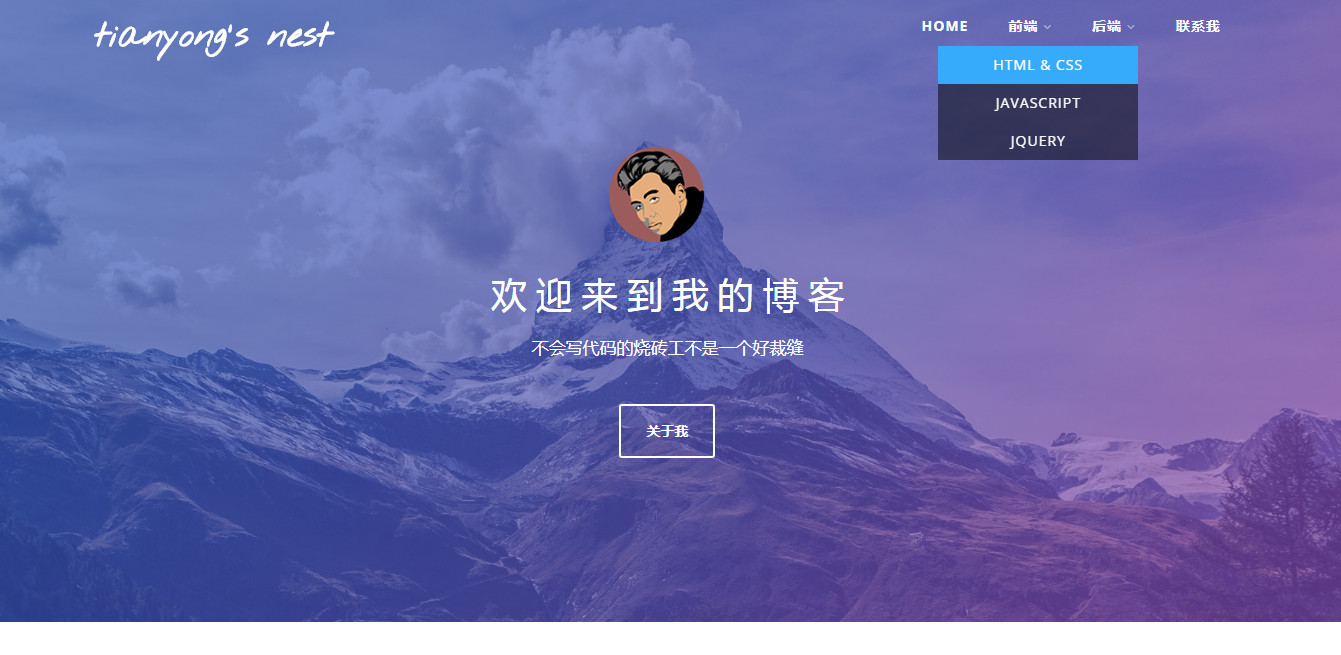 tianyong's nest
HOME 前端 后端 联系我
HTML & CSS
JAVASCRIPT
JQUERY
欢迎来到我的博客
不会写代码的烧砖工不是一个好裁缝
关于我